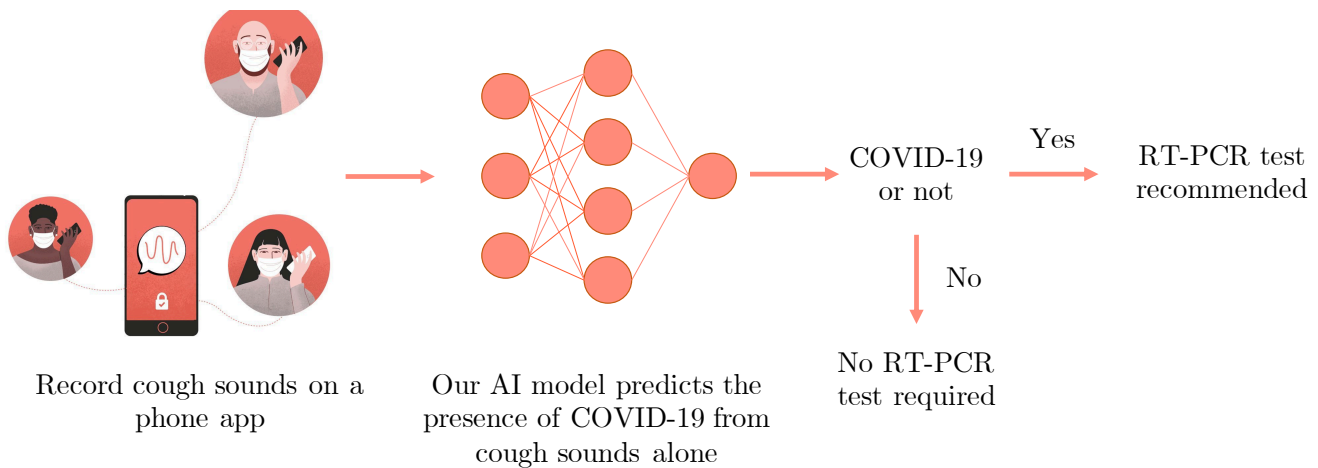 Record cough sounds on a
phone app
Our AI model predicts the
presence of COVID-19 from
cough sounds alone
COVID-19
or not
Yes
RT-PCR test
recommended
No
No RT-PCR
test required